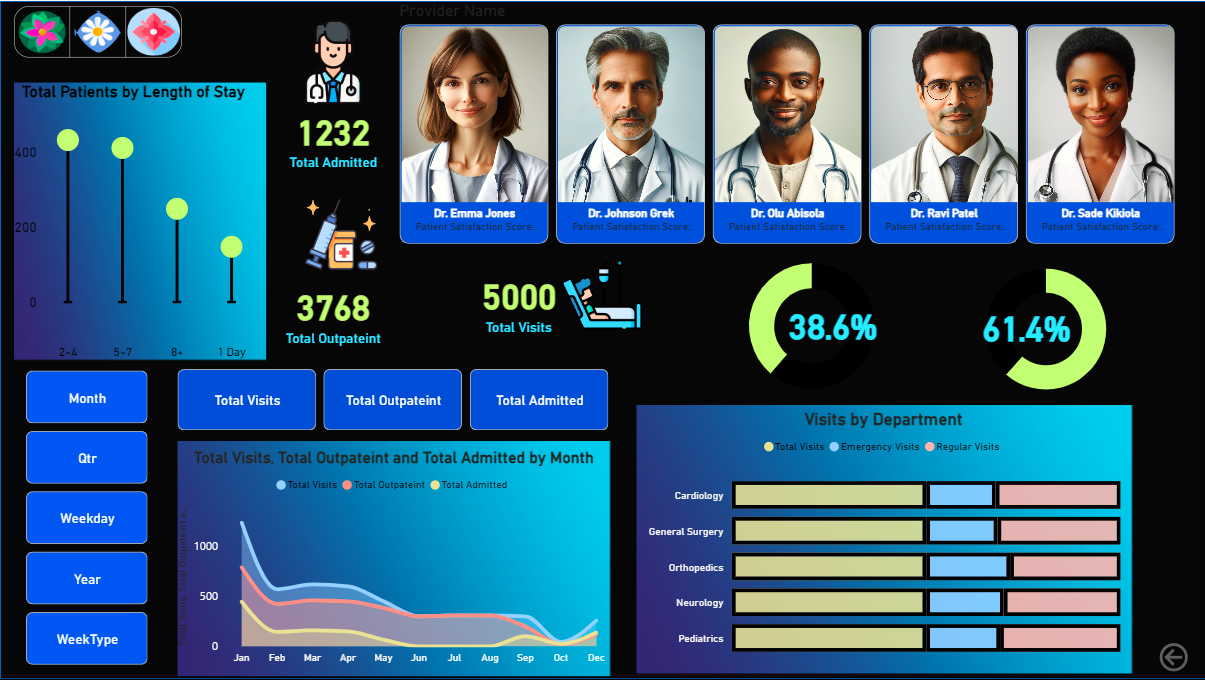 Provider Name
Dr. Emma Jones
Patient Satisfaction Score..
Dr. Johnson Grek
Patient Satisfaction Score..
Dr. Olu Abisola
Patient Satisfaction Score..
Dr. Ravi Patel
Patient Satisfaction Score..
Dr. Sade Kikiola
Patient Satisfaction Score..
Total Patients by Length of Stay
400
200
0
2-4
5-7
8+
1 Day
1232
Total Admitted
3768
Total Outpateint
5000
Total Visits
38.6%
61.4%
Month
Qtr
Weekday
Year
WeekType
Total Visits
Total Outpateint
Total Admitted
Total Visits, Total Outpateint and Total Admitted by Month
Total Visits
Total Outpateint
Total Admitted
Total Visits, Total Outpateint a..
1000
500
0
Jan
Feb
Mar
Apr
May
Jun
Jul
Aug
Sep
Oct
Dec
Visits by Department
Total Visits
Emergency Visits
Regular Visits
Cardiology
General Surgery
Orthopedics
Neurology
Pediatrics